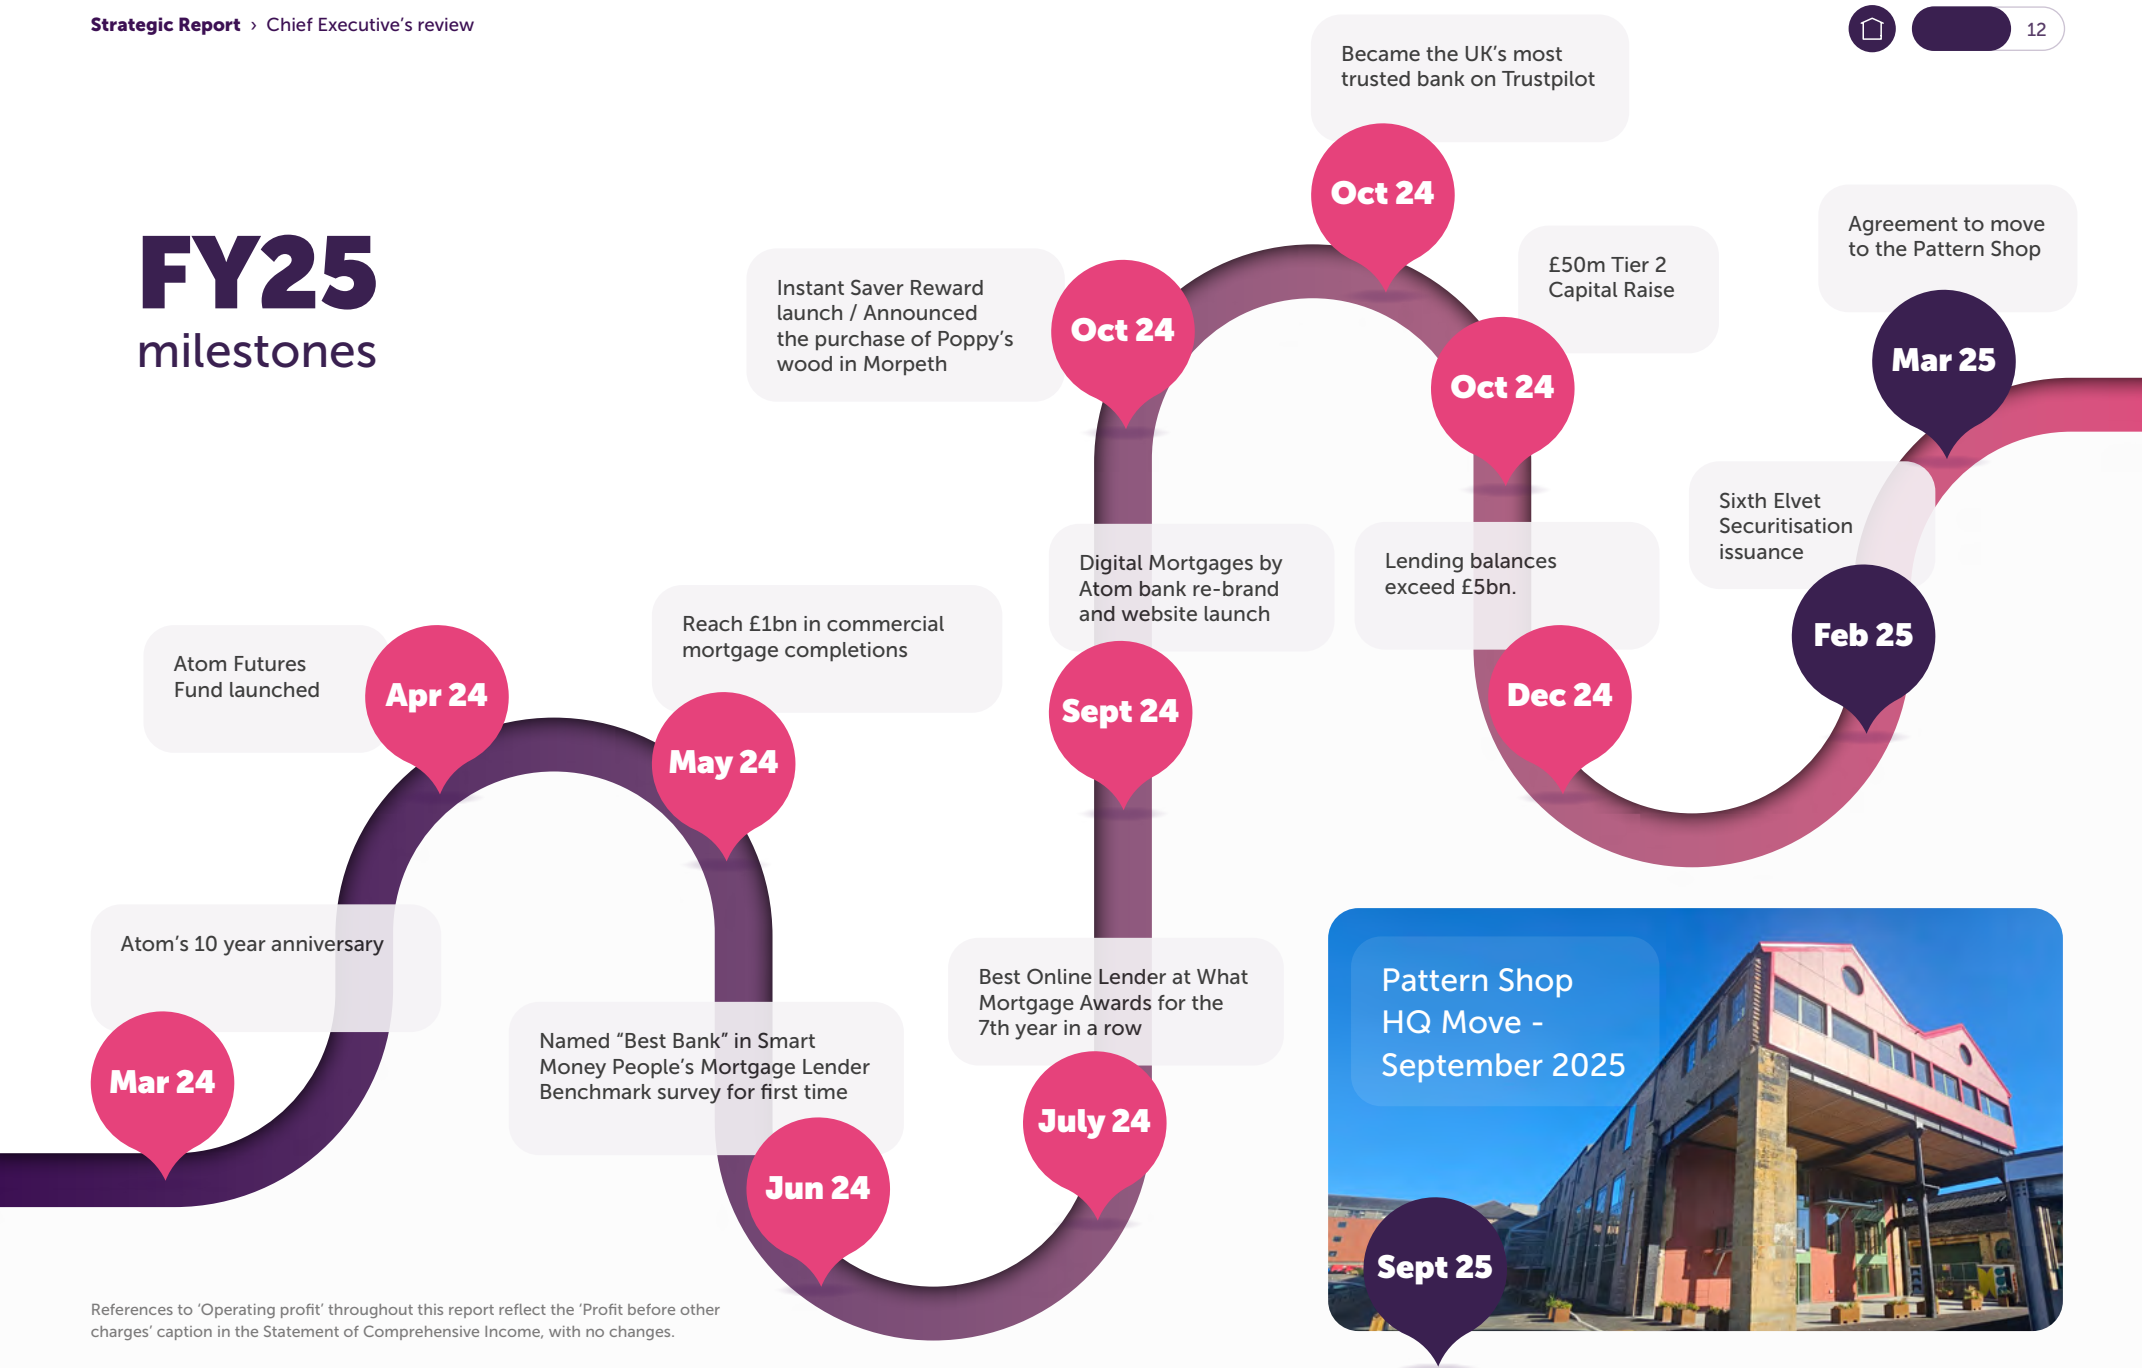 Strategic Report › Chief Executive’s review
12
FY25
milestones
Atom’s 10 year anniversary
Mar 24
Atom Futures
Fund launched
Apr 24
Reach £1bn in commercial
mortgage completions
May 24
Named “Best Bank” in Smart
Money People’s Mortgage Lender
Benchmark survey for first time
Jun 24
Best Online Lender at What
Mortgage Awards for the
7th year in a row
July 24
Digital Mortgages by
Atom bank re-brand
and website launch
Sept 24
Instant Saver Reward
launch / Announced
the purchase of Poppy’s
wood in Morpeth
Oct 24
Became the UK’s most
trusted bank on Trustpilot
Oct 24
£50m Tier 2
Capital Raise
Oct 24
Lending balances
exceed £5bn.
Dec 24
Sixth Elvet
Securitisation
issuance
Feb 25
Agreement to move
to the Pattern Shop
Mar 25
Pattern Shop
HQ Move -
September 2025
Sept 25
References to ‘Operating profit’ throughout this report reflect the ‘Profit before other
charges’ caption in the Statement of Comprehensive Income, with no changes.